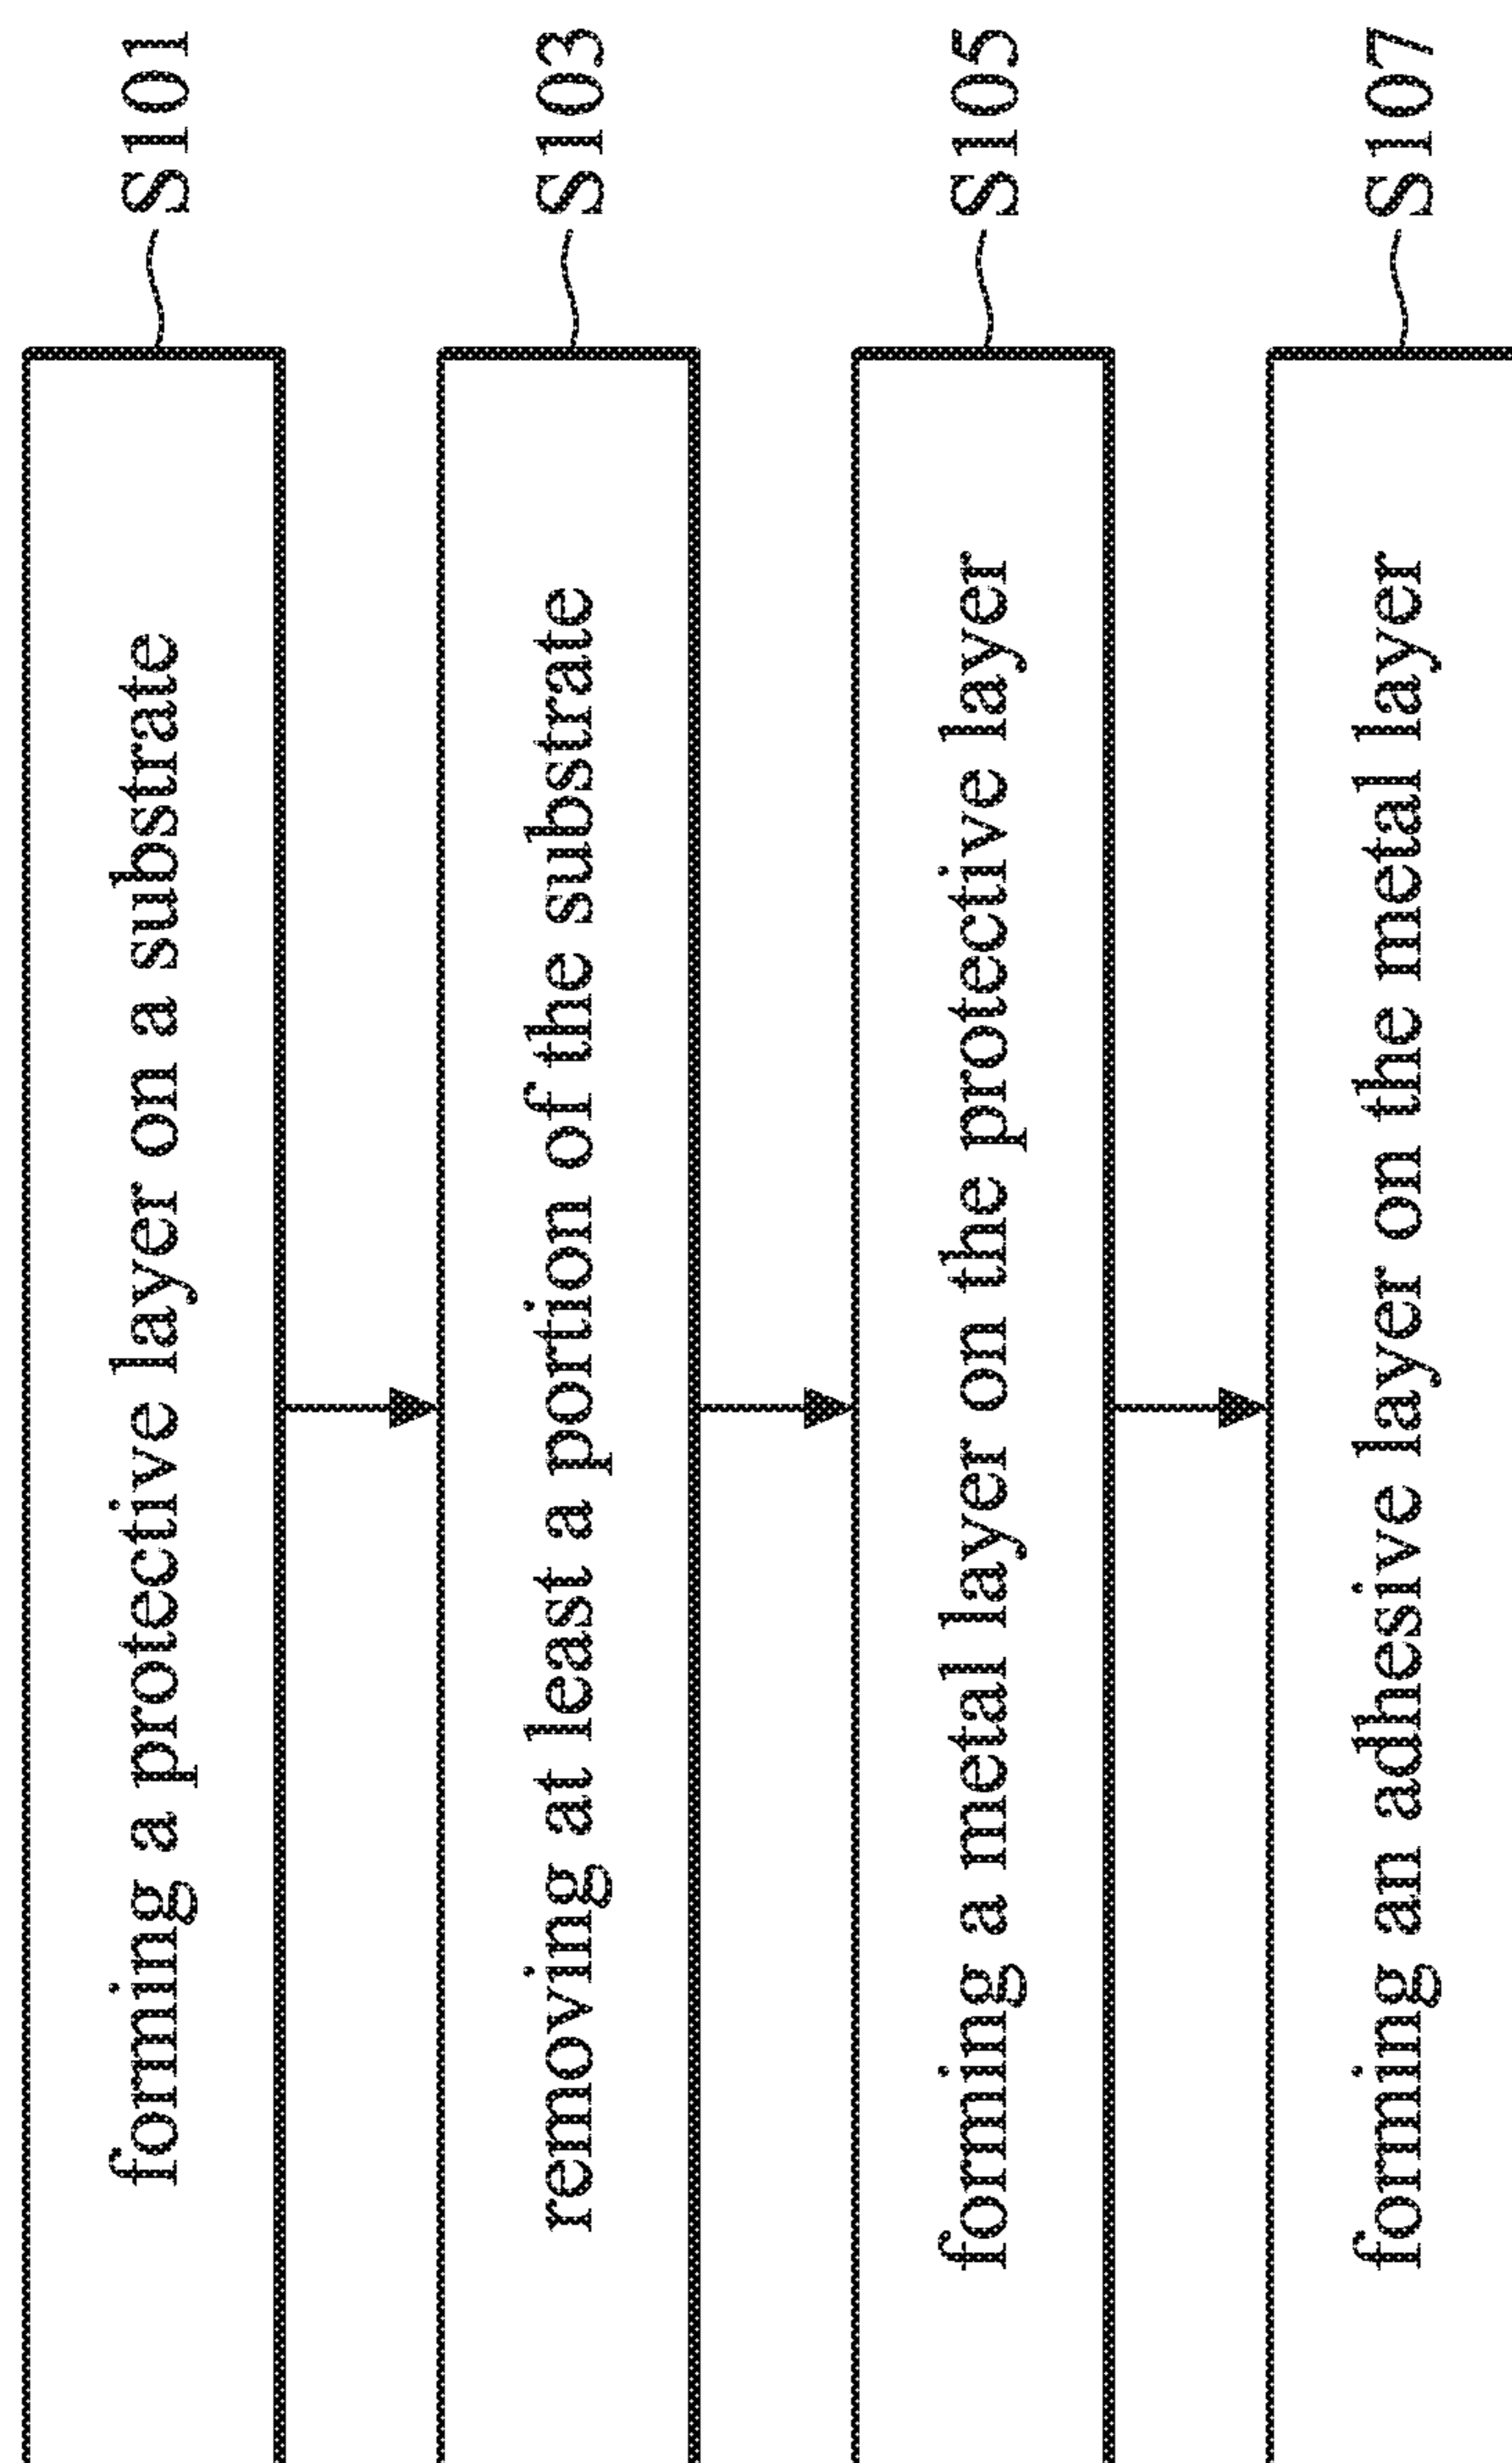 forming a protective layer on a substrate S101
removing at least a portion of the substrate S103
forming a metal layer on the protective layer S105
forming an adhesive layer on the metal layer S107